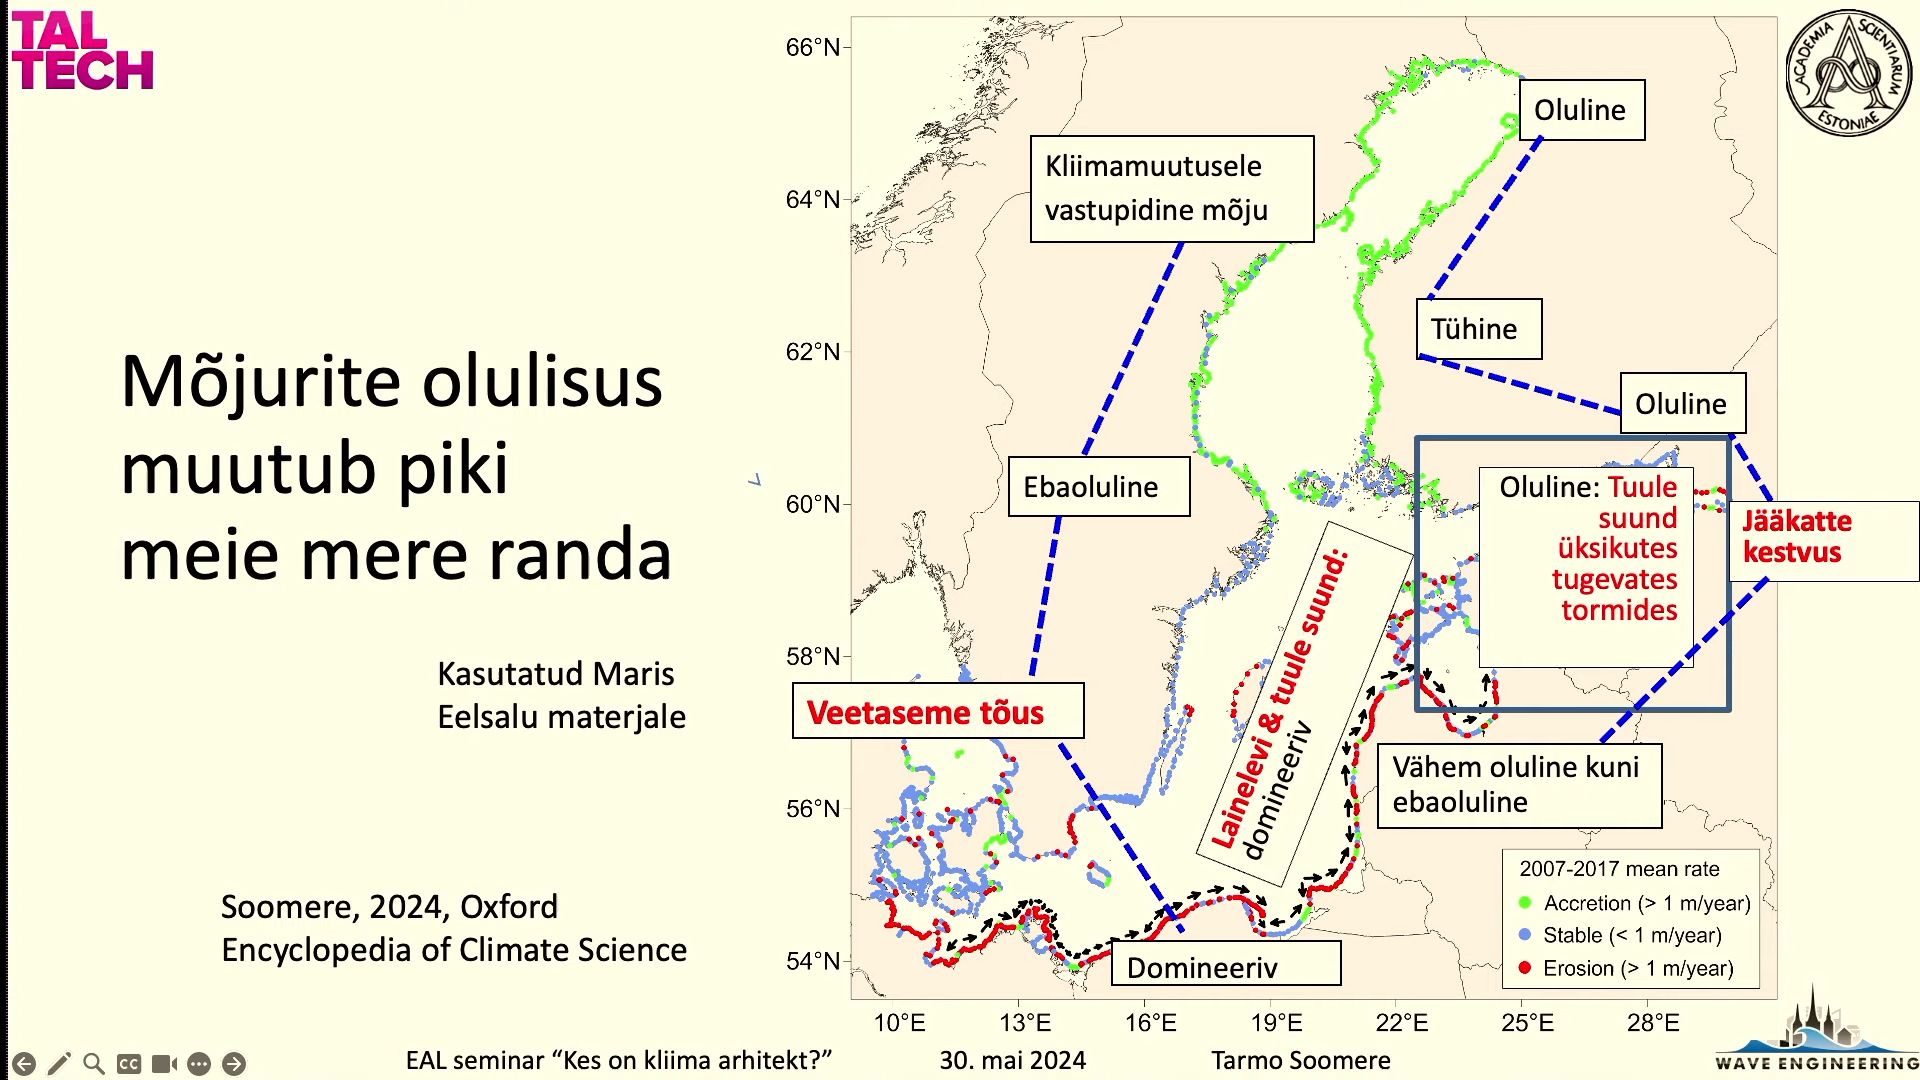 TAL
TECH
Mõjurite olulisus
muutub piki
meie mere randa
Kasutatud Maris
Eelsalu materjale
Soomere, 2024, Oxford
Encyclopedia of Climate Science
66°N
64°N
62°N
60°N
58°N
56°N
54°N
10°E
13°E
16°E
19°E
22°E
25°E
28°E
Kliimamuutusele
vastupidine mõju
Ebaoluline
Veetaseme tõus
Domineeriv
Lainelevi & tuule suund:
domineeriv
Oluline
Tühine
Oluline
Oluline: Tuule
suund
üksikutes
tugevates
tormides
Jääkatte
kestvus
Vähem oluline kuni
ebaoluline
2007-2017 mean rate
Accretion (> 1 m/year)
Stable (< 1 m/year)
Erosion (> 1 m/year)
ACADEMIA SCIENTIARUM ESTONIAE
WAVE ENGINEERING
CC
EAL seminar “Kes on kliima arhitekt?”
30. mai 2024
Tarmo Soomere